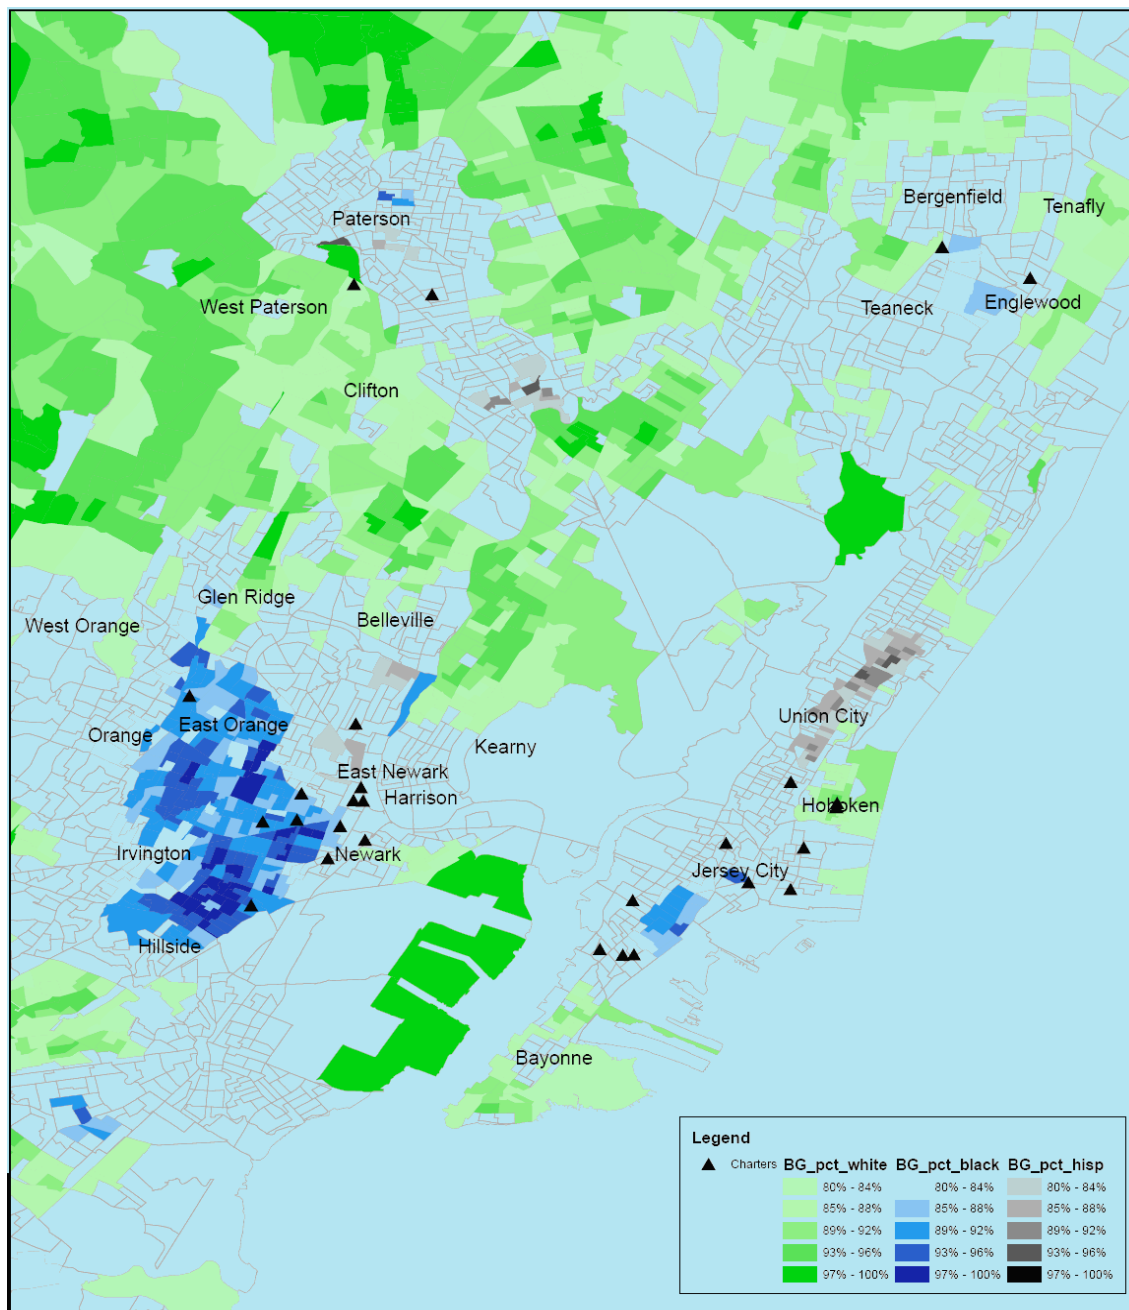 Bergenfield
Tenafly
Paterson
West Paterson
Teaneck
Englewood
Clifton
Glen Ridge
Belleville
West Orange
Union City
East Orange
Orange
Kearny
East Newark
Harrison
Hoboken
Irvington
Newark
Jersey City
Hillside
Bayonne
Legend
Charters BG_pct_white BG_pct_black BG_pct_hisp
80% - 84% 80% - 84% 80% - 84%
85% - 88% 85% - 88% 85% - 88%
89% - 92% 89% - 92% 89% - 92%
93% - 96% 93% - 96% 93% - 96%
97% - 100% 97% - 100% 97% - 100%